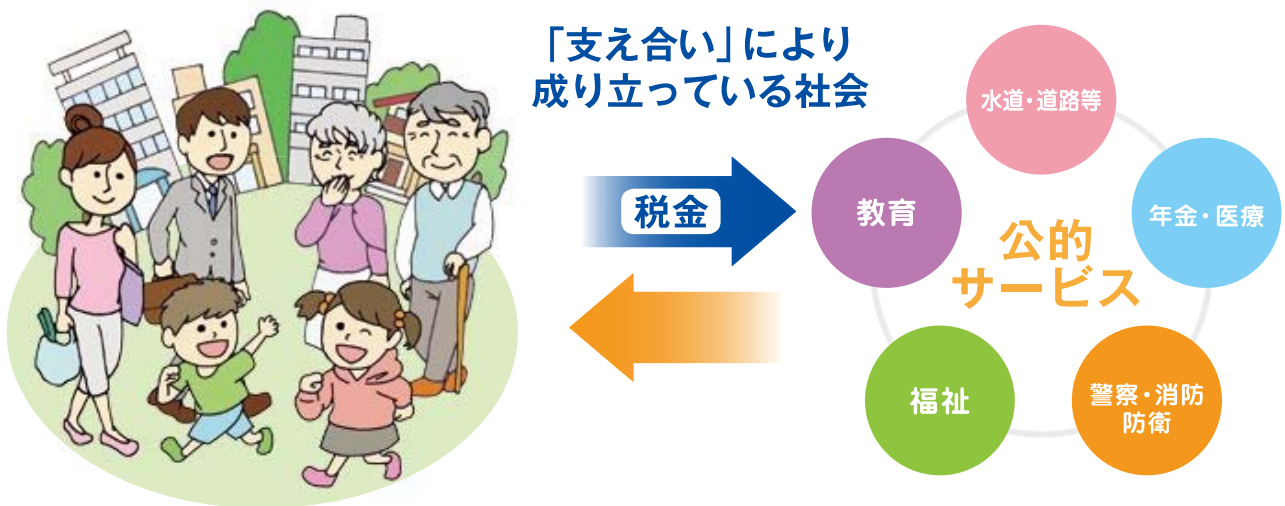 「支え合い」により
成り立っている社会
税金
水道・道路等
教育
年金・医療
公的
サービス
福祉
警察・消防
防衛